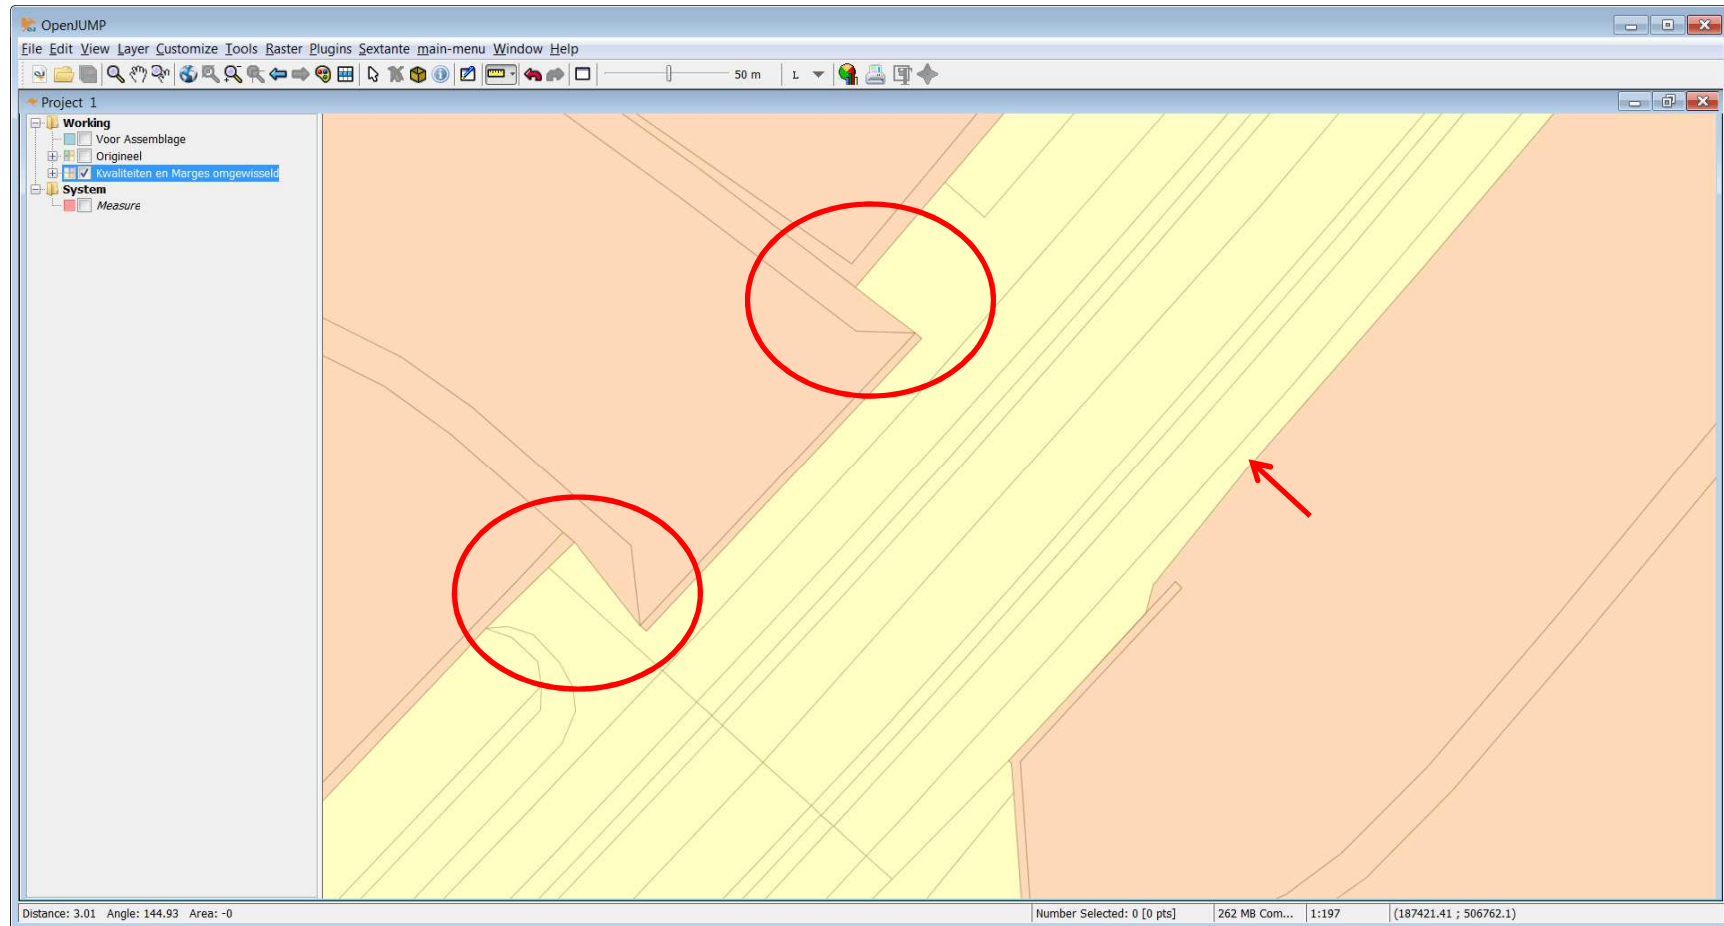 OpenJUMP
File Edit View Layer Customize Tools Raster Plugins Sextante main-menu Window Help
50 m L
Project 1
Working
Voor Assemblage
Origineel
Kwaliteiten en Marges omgewisseld
System
Measure
Distance: 3.01 Angle: 144.93 Area: -0 Number Selected: 0 [0 pts] 262 MB Com... 1:197 (187421.41 ; 506762.1)